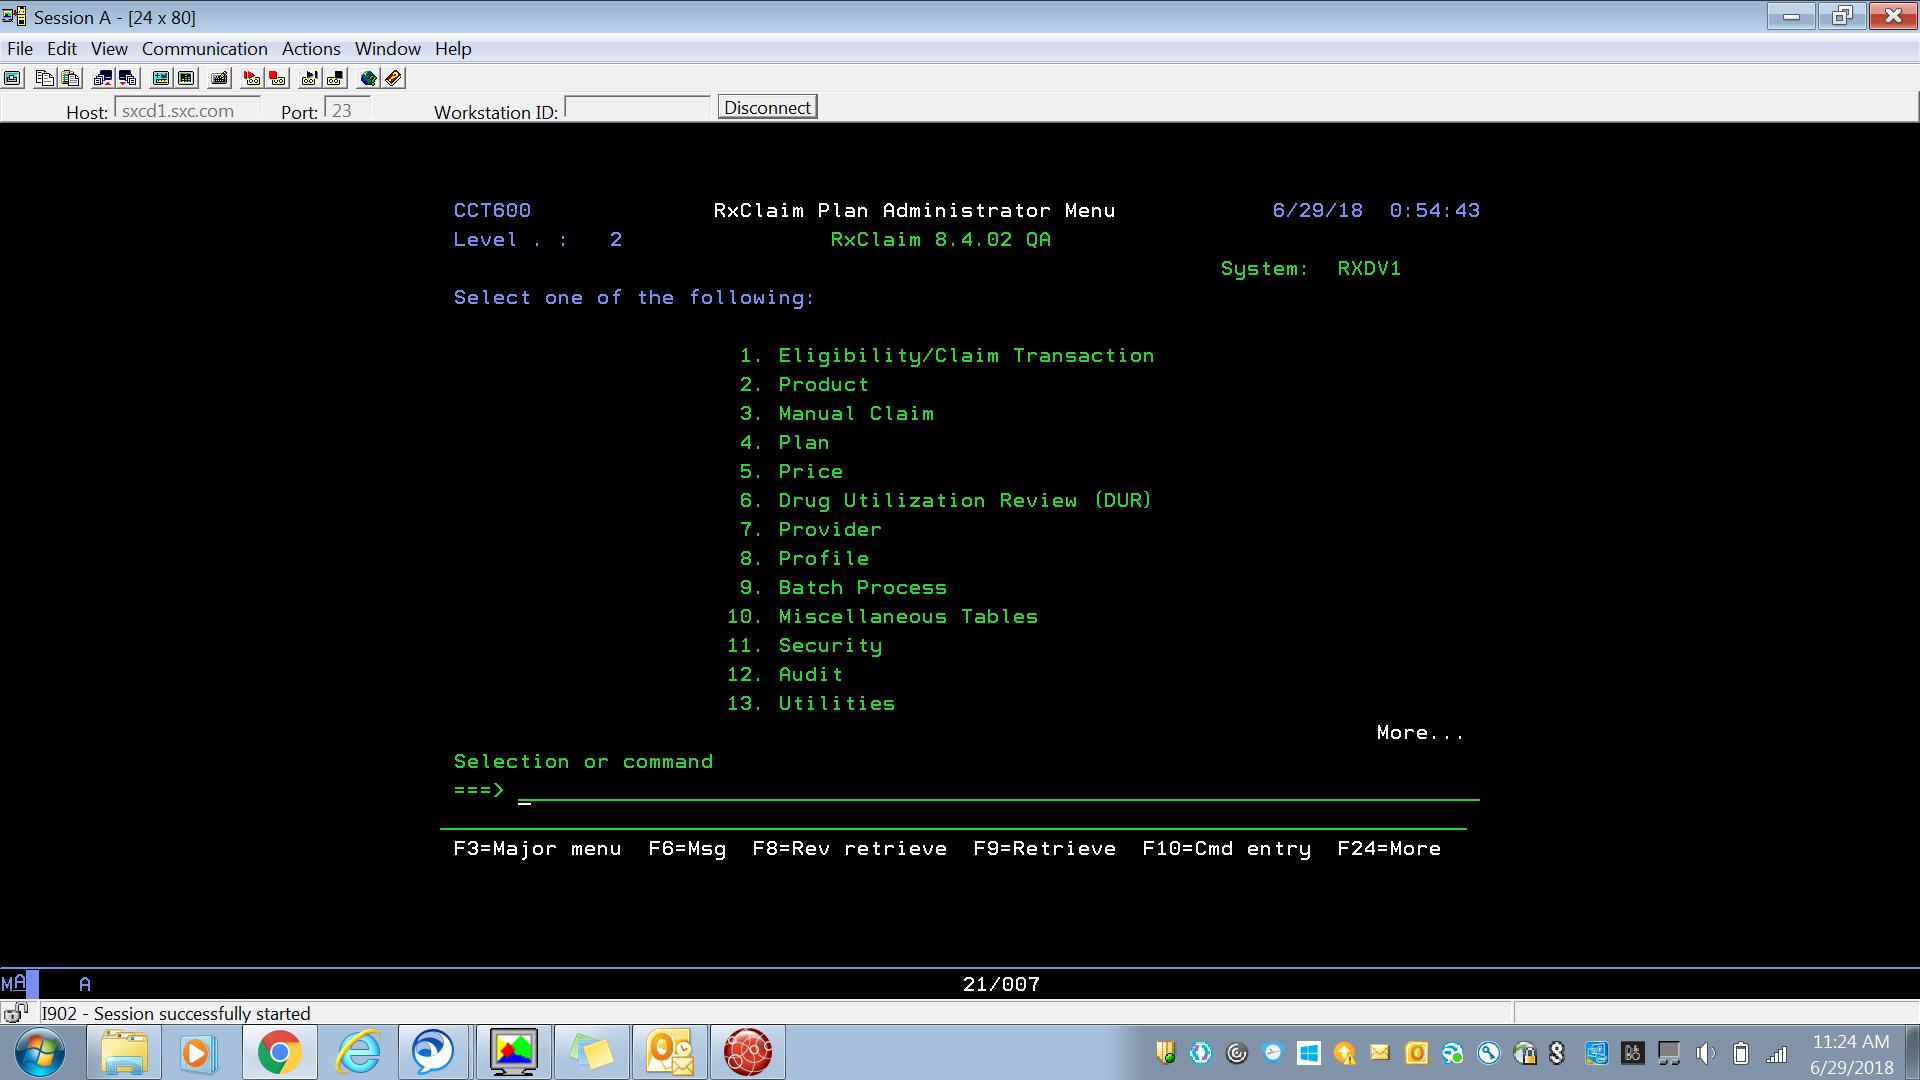 Session A - [24 x 80]
File Edit View Communication Actions Window Help
Host: sxcd1.sxc.com Port: 23 Workstation ID: Disconnect
CCT600 RxClaim Plan Administrator Menu 6/29/18 0:54:43
Level . : 2 RxClaim 8.4.02 QA
System: RXDV1
Select one of the following:
1. Eligibility/Claim Transaction
2. Product
3. Manual Claim
4. Plan
5. Price
6. Drug Utilization Review (DUR)
7. Provider
8. Profile
9. Batch Process
10. Miscellaneous Tables
11. Security
12. Audit
13. Utilities
More...
Selection or command
===>
F3=Major menu F6=Msg F8=Rev retrieve F9=Retrieve F10=Cmd entry F24=More
MA A 21/007
I902 - Session successfully started
11:24 AM
6/29/2018